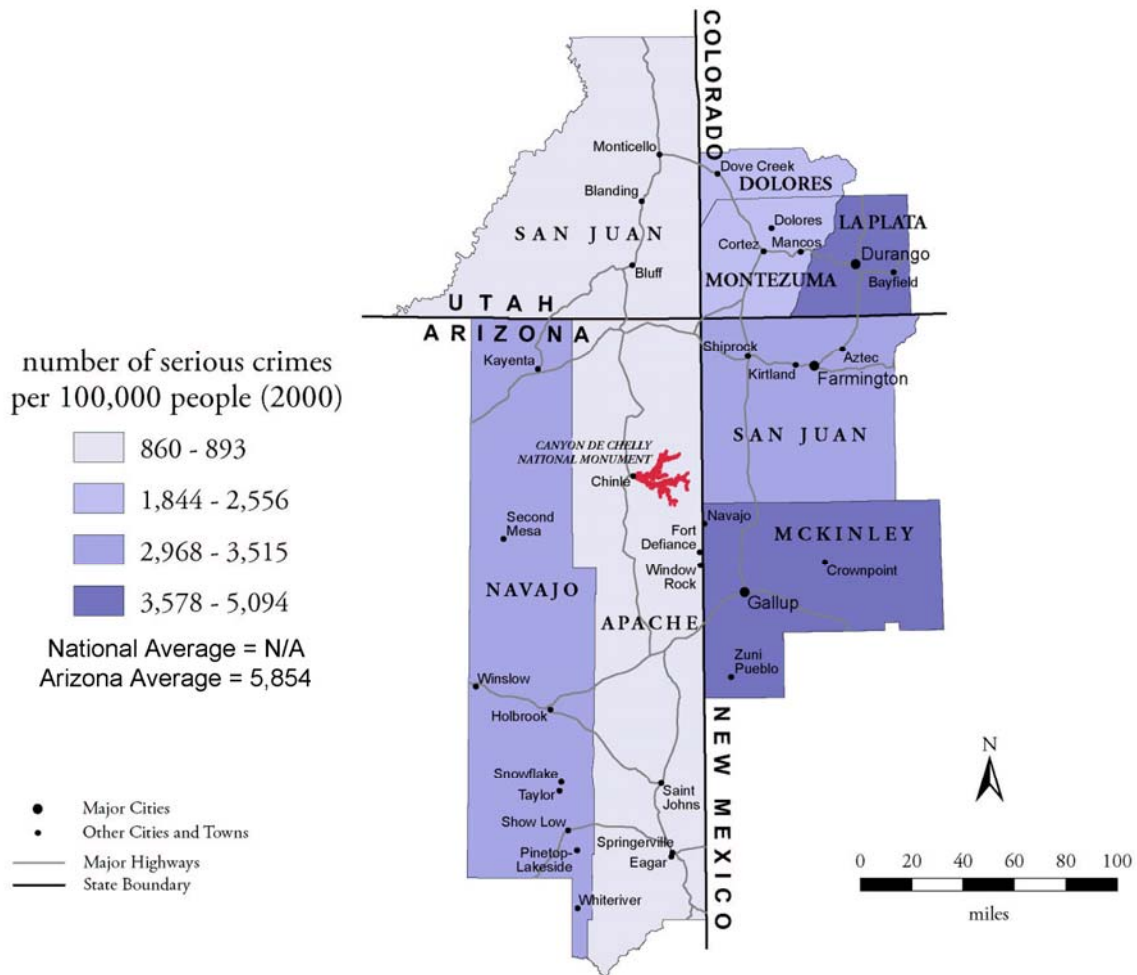 COLORADO
Monticello
Dove Creek
DOLORES
Blanding
Dolores
LA PLATA
SAN JUAN
Cortez
Mancos
Durango
Bluff
MONTEZUMA
Bayfield
UTAH
ARIZONA
number of serious crimes
per 100,000 people (2000)
860 - 893
1,844 - 2,556
2,968 - 3,515
3,578 - 5,094
National Average = N/A
Arizona Average = 5,854
Kayenta
Shiprock
Aztec
Kirtland
Farmington
SAN JUAN
CANYON DE CHELLY
NATIONAL MONUMENT
Chinle
Second
Mesa
Navajo
Fort
Defiance
MCKINLEY
Window
Rock
Crownpoint
NAVAJO
Gallup
APACHE
Zuni
Pueblo
Winslow
Holbrook
NEW MEXICO
Snowflake
Taylor
Saint
Johns
Show Low
Springerville
Eagar
Pinetop-
Lakeside
Whiteriver
Major Cities
Other Cities and Towns
Major Highways
State Boundary
N
0 20 40 60 80 100
miles